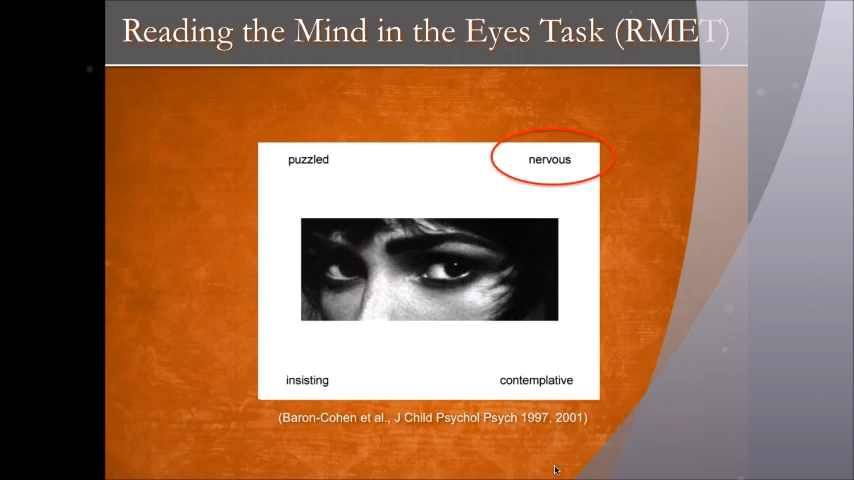 Reading the Mind in the Eyes Task (RMET)
puzzled
nervous
insisting
contemplative
(Baron-Cohen et al., J Child Psychol Psych 1997, 2001)